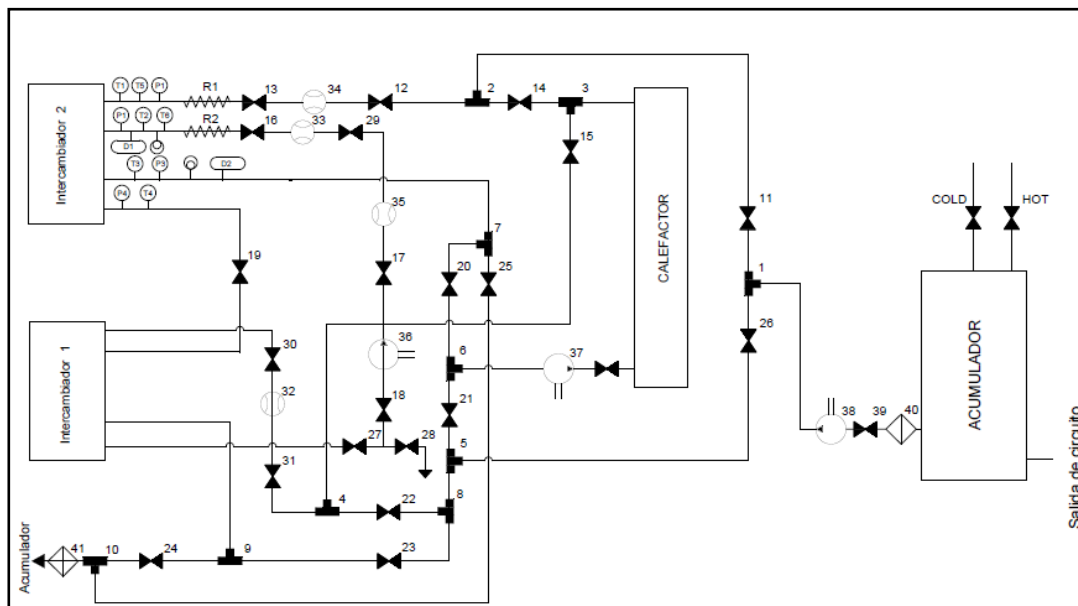 T1 T5 P1 R1 13 34 12 2 14 3
P1 T2 T6 R2 16 33 29
D1
15
T3 P3 D2
P4 T4
Intercambiador 2
35
7
11
CALEFACTOR
COLD HOT
19
17
20 25
1
26
36
6
37
Intercambiador 1
30
32
18
21
38 39 40
ACUMULADOR
27 28
5
31
4 22 8
Salida de circuito
Acumulador
41 10 24 9 23